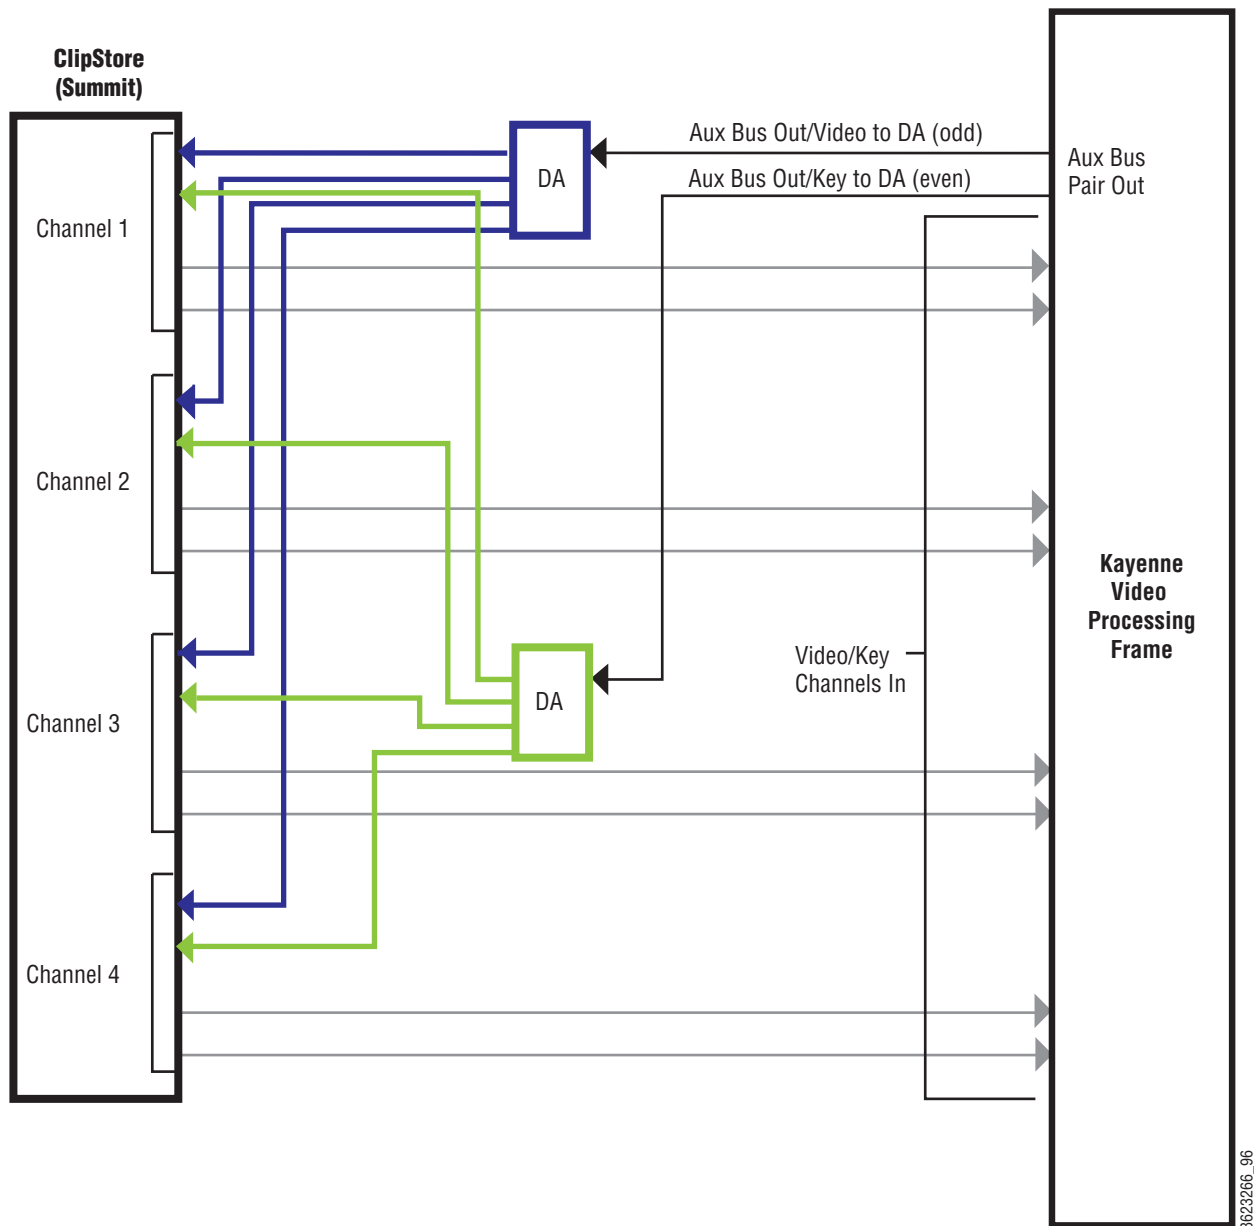 ClipStore
(Summit)
Aux Bus Out/Video to DA (odd)
DA
Aux Bus
Pair Out
Aux Bus Out/Key to DA (even)
Channel 1
Channel 2
Kayenne
Video
Processing
Frame
Video/Key
Channels In
DA
Channel 3
Channel 4